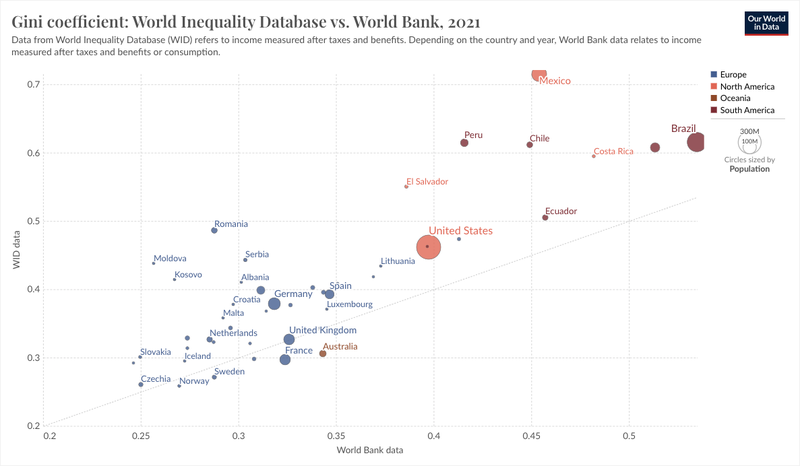 Gini coefficient: World Inequality Database vs. World Bank, 2021
Data from World Inequality Database (WID) refers to income measured after taxes and benefits. Depending on the country and year, World Bank data relates to income
measured after taxes and benefits or consumption.
Our World
in Data
Europe
North America
Oceania
South America
300M
100M
Circles sized by
Population
WID data
0.7
0.6
0.5
0.4
0.3
0.2
Mexico
Brazil
Peru
Chile
Costa Rica
El Salvador
Ecuador
Romania
United States
Moldova
Serbia
Lithuania
Kosovo
Albania
Spain
Germany
Croatia
Luxembourg
Malta
Netherlands
United Kingdom
Slovakia
Iceland
France
Australia
Czechia
Norway
Sweden
0.2
0.25
0.3
0.35
0.4
0.45
0.5
World Bank data